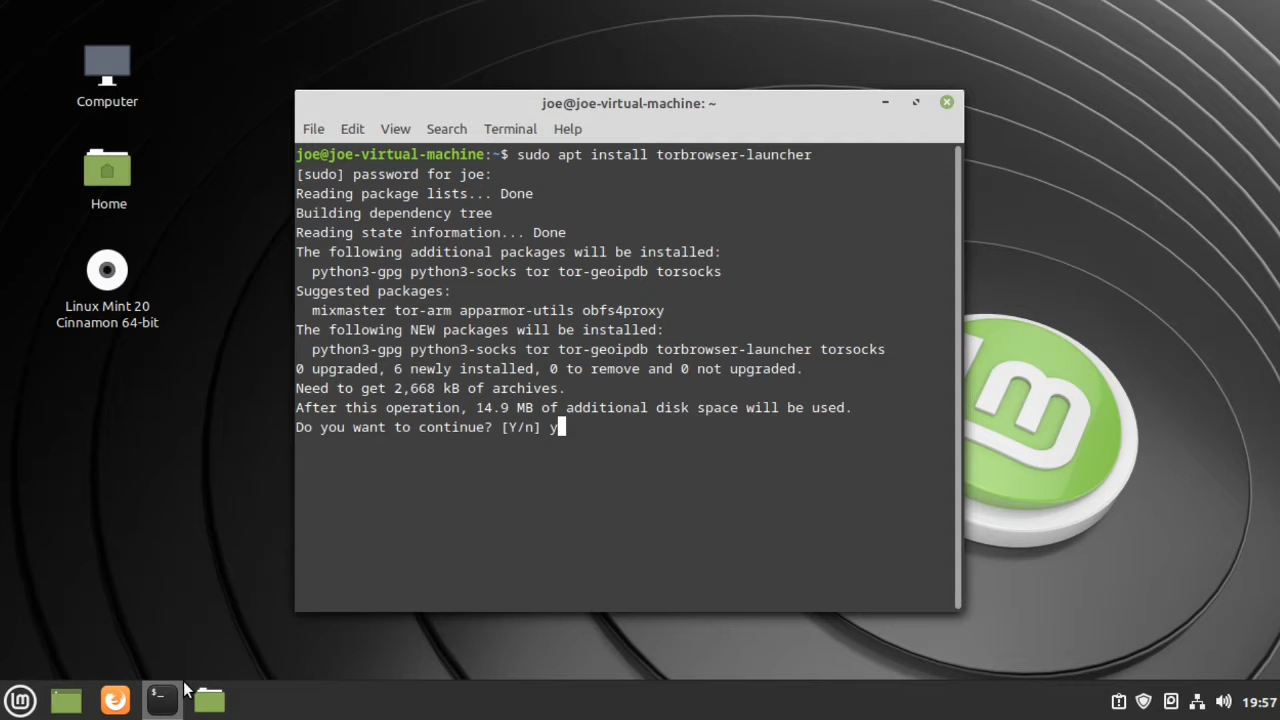 Computer
Home
Linux Mint 20
Cinnamon 64-bit
joe@joe-virtual-machine: ~
File Edit View Search Terminal Help
joe@joe-virtual-machine:~$ sudo apt install torbrowser-launcher
[sudo] password for joe:
Reading package lists... Done
Building dependency tree
Reading state information... Done
The following additional packages will be installed:
  python3-gpg python3-socks tor tor-geoipdb torsocks
Suggested packages:
  mixmaster tor-arm apparmor-utils obfs4proxy
The following NEW packages will be installed:
  python3-gpg python3-socks tor tor-geoipdb torbrowser-launcher torsocks
0 upgraded, 6 newly installed, 0 to remove and 0 not upgraded.
Need to get 2,668 kB of archives.
After this operation, 14.9 MB of additional disk space will be used.
Do you want to continue? [Y/n] y
$_
19:57